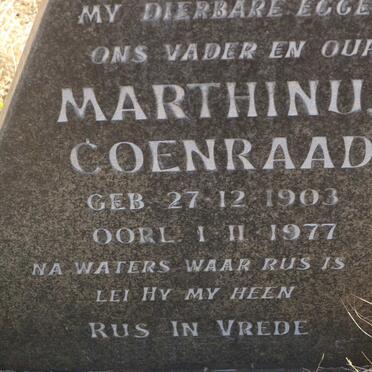 MY DIERBARE EGGE
ONS VADER EN OUP
MARTHINU
COENRAAD
GEB 27·12·1903
OORL 1·11·1977
NA WATERS WAAR RUS IS
LEI HY MY HEEN
RUS IN VREDE